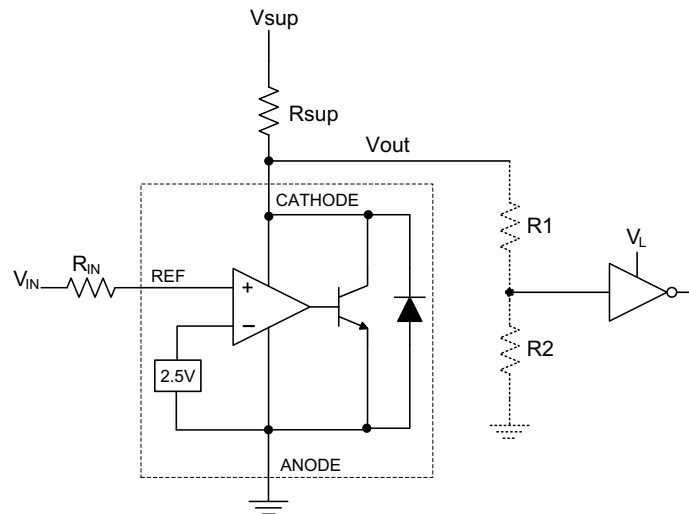 Vsup
Rsup
Vout
CATHODE
R1
VL
RIN
VIN
REF
+
−
2.5V
R2
ANODE